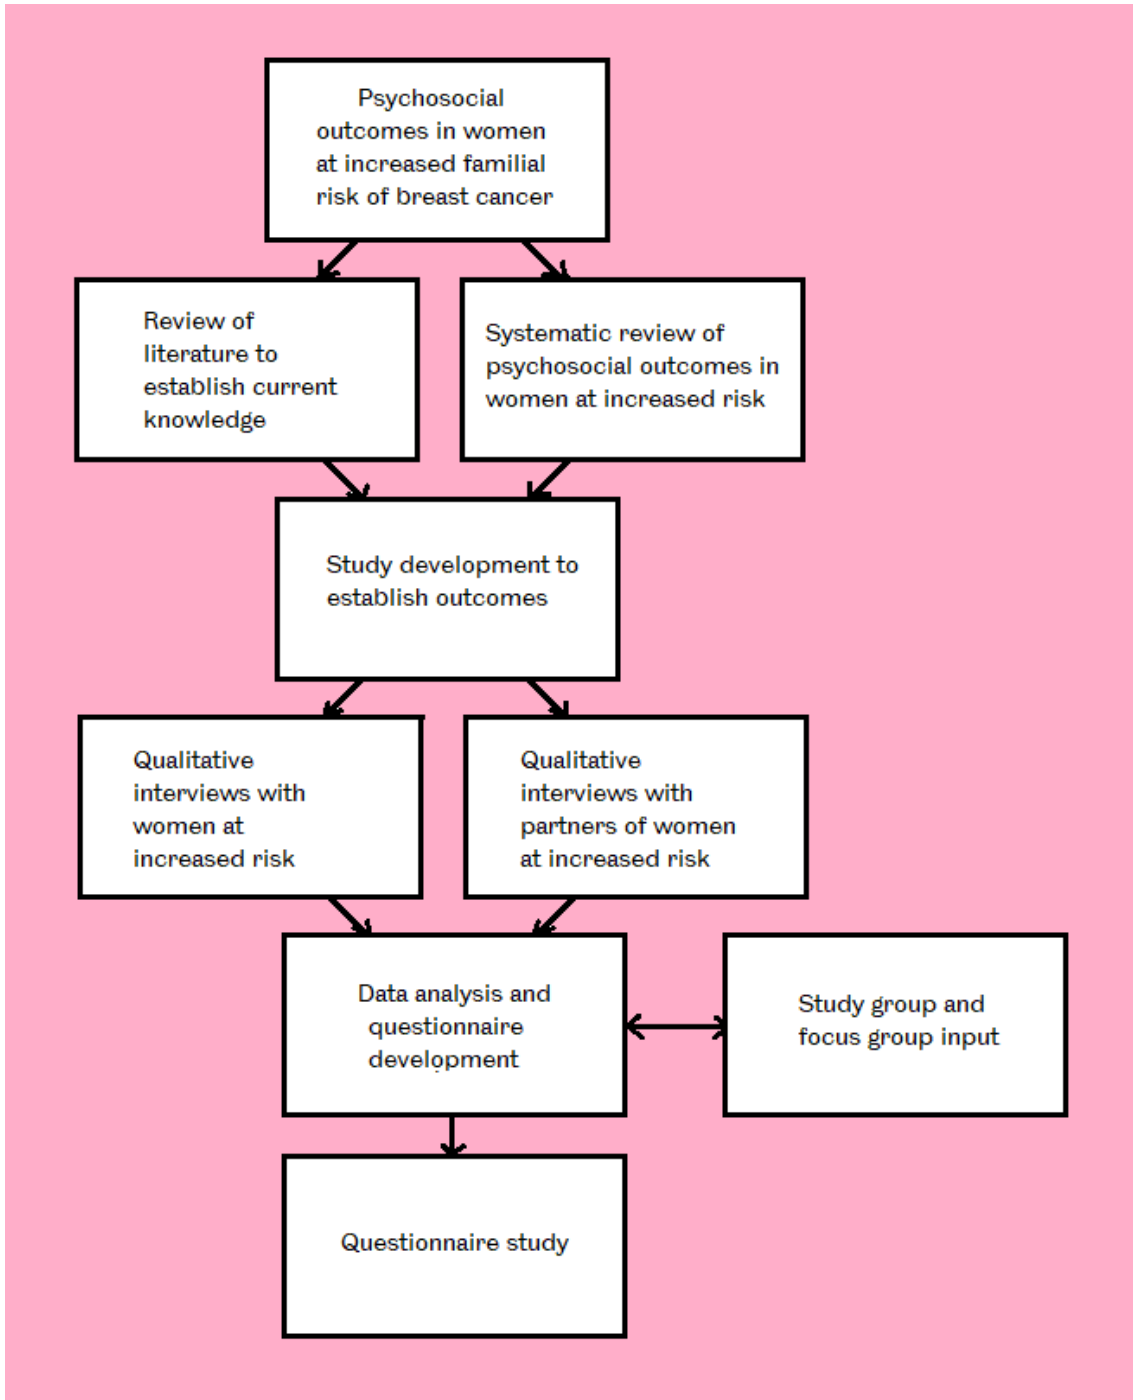 Psychosocial
outcomes in women
at increased familial
risk of breast cancer
Review of
literature to
establish current
knowledge
Systematic review of
psychosocial outcomes in
women at increased risk
Study development to
establish outcomes
Qualitative
interviews with
women at
increased risk
Qualitative
interviews with
partners of women
at increased risk
Data analysis and
questionnaire
development
Study group and
focus group input
Questionnaire study